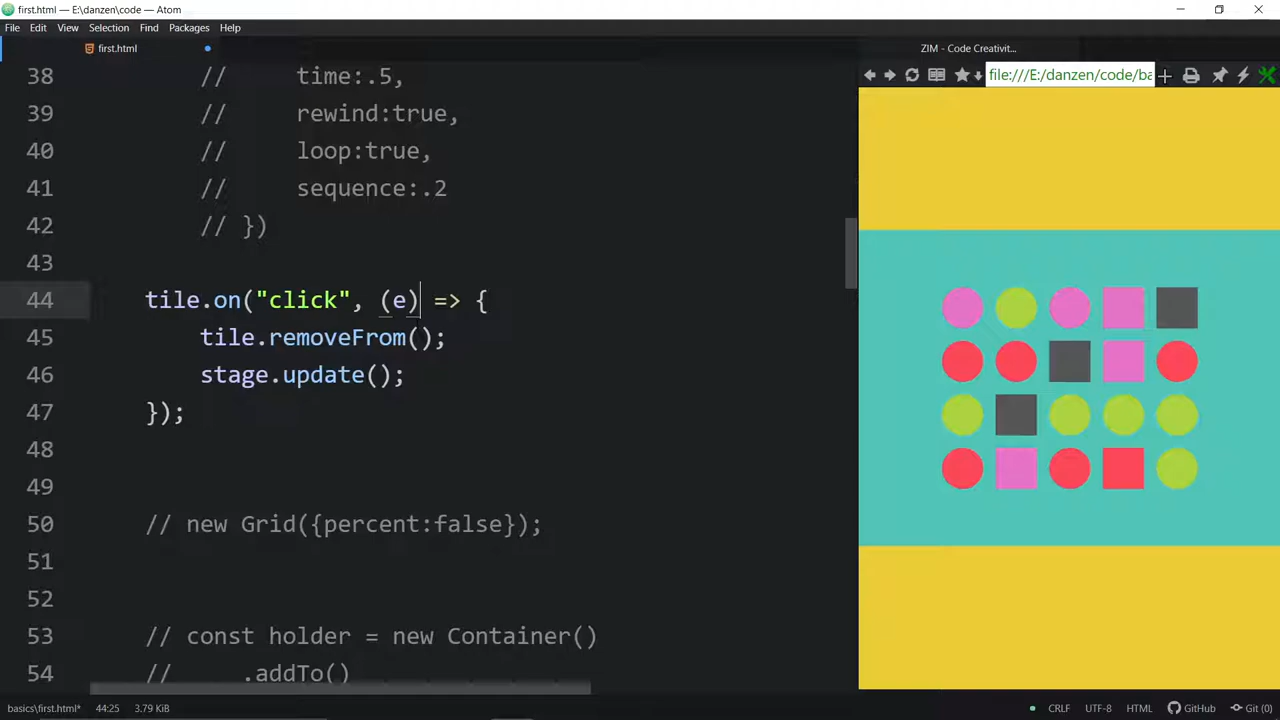 first.html — E:\danzen\code — Atom
File Edit View Selection Find Packages Help
first.html
ZIM - Code Creativit...
file:///E:/danzen/code/ba
38 // time:.5,
39 // rewind:true,
40 // loop:true,
41 // sequence:.2
42 // })
43
44 tile.on("click", (e) => {
45 tile.removeFrom();
46 stage.update();
47 });
48
49
50 // new Grid({percent:false});
51
52
53 // const holder = new Container()
54 // .addTo()
basics\first.html* 44:25 3.79 KiB CRLF UTF-8 HTML GitHub Git (0)